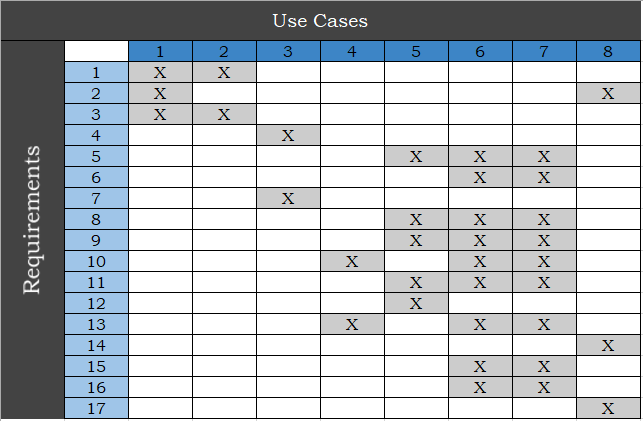 Use Cases
1 2 3 4 5 6 7 8
Requirements
1 X X
2 X X
3 X X
4 X
5 X X X
6 X X
7 X
8 X X X
9 X X X
10 X X X
11 X X X
12 X
13 X X X
14 X
15 X X
16 X X
17 X